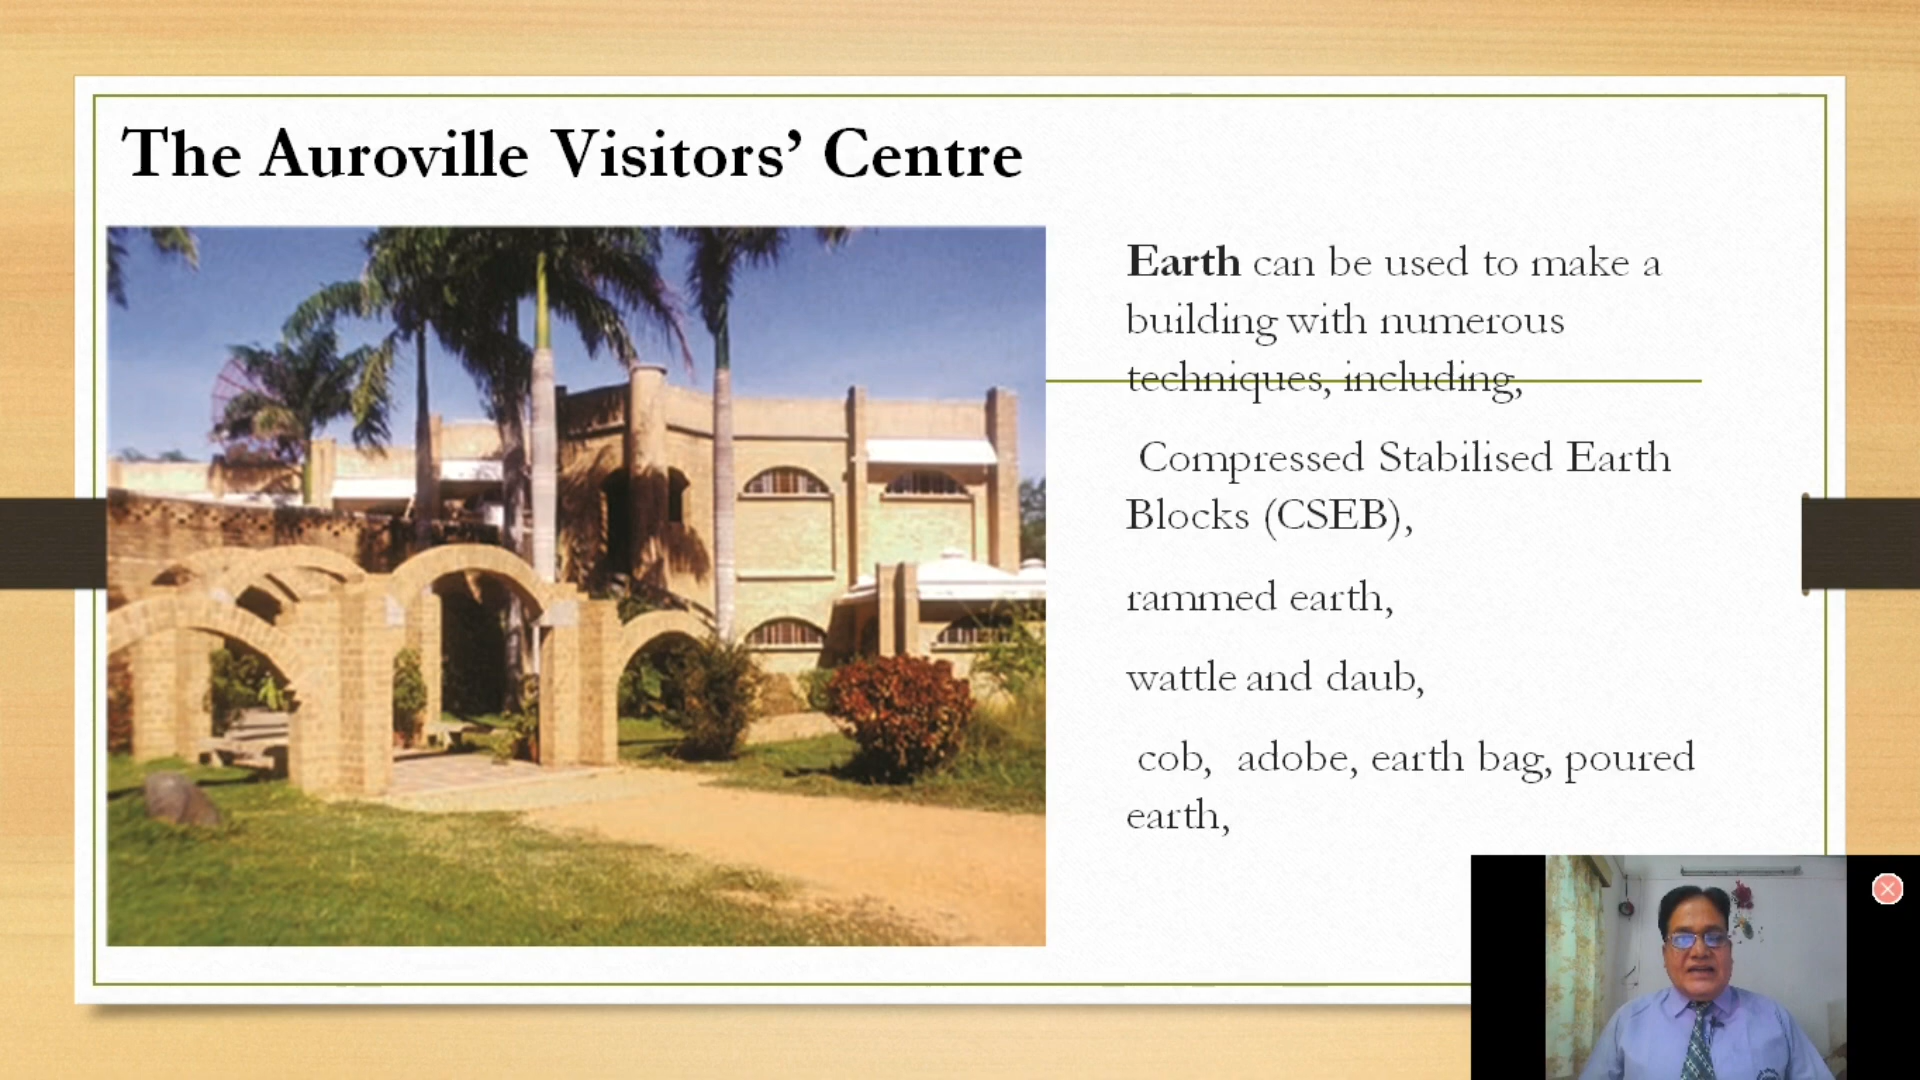 The Auroville Visitors’ Centre
Earth can be used to make a
building with numerous
techniques, including,
Compressed Stabilised Earth
Blocks (CSEB),
rammed earth,
wattle and daub,
cob, adobe, earth bag, poured
earth,